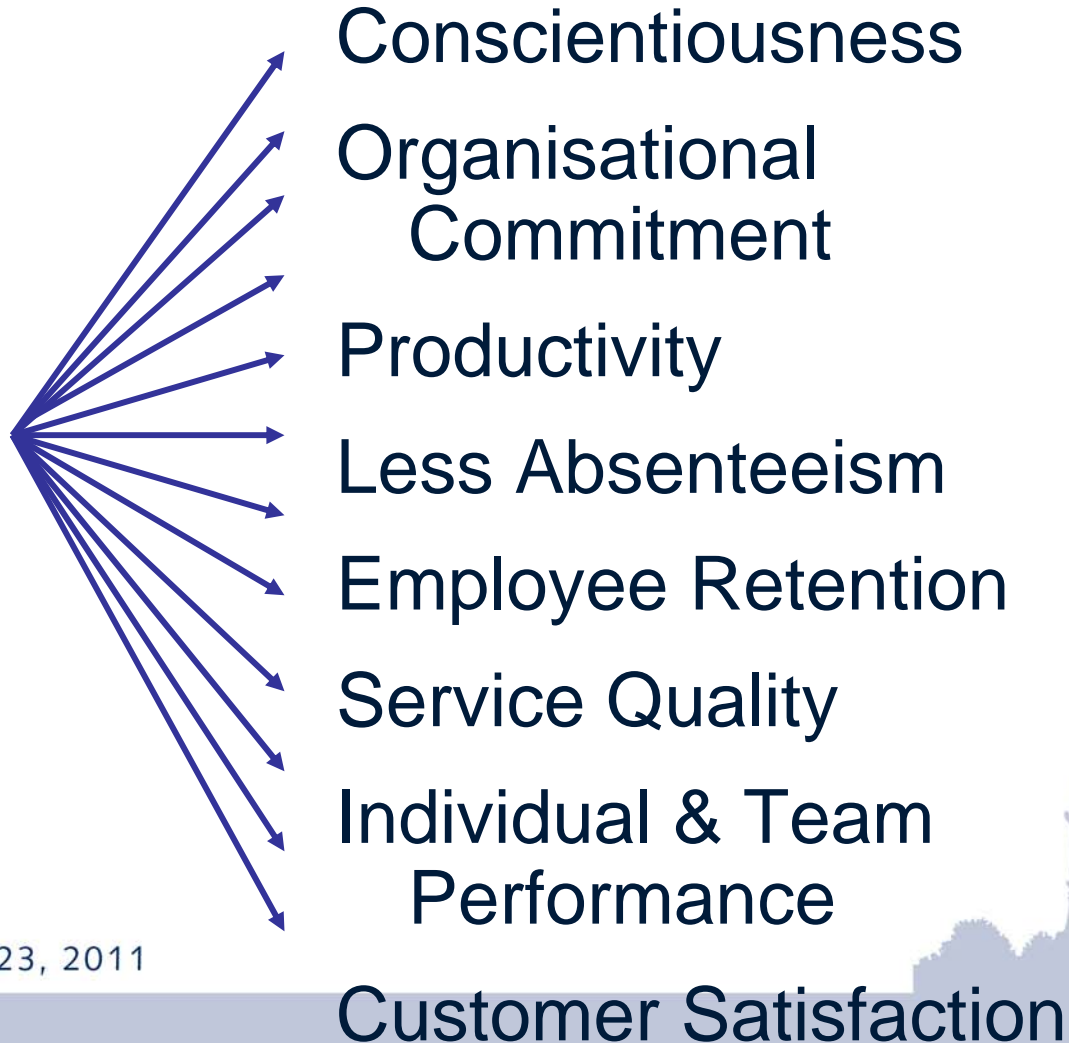 Conscientiousness
Organisational
Commitment
Productivity
Less Absenteeism
Employee Retention
Service Quality
Individual & Team
Performance
23, 2011
Customer Satisfaction